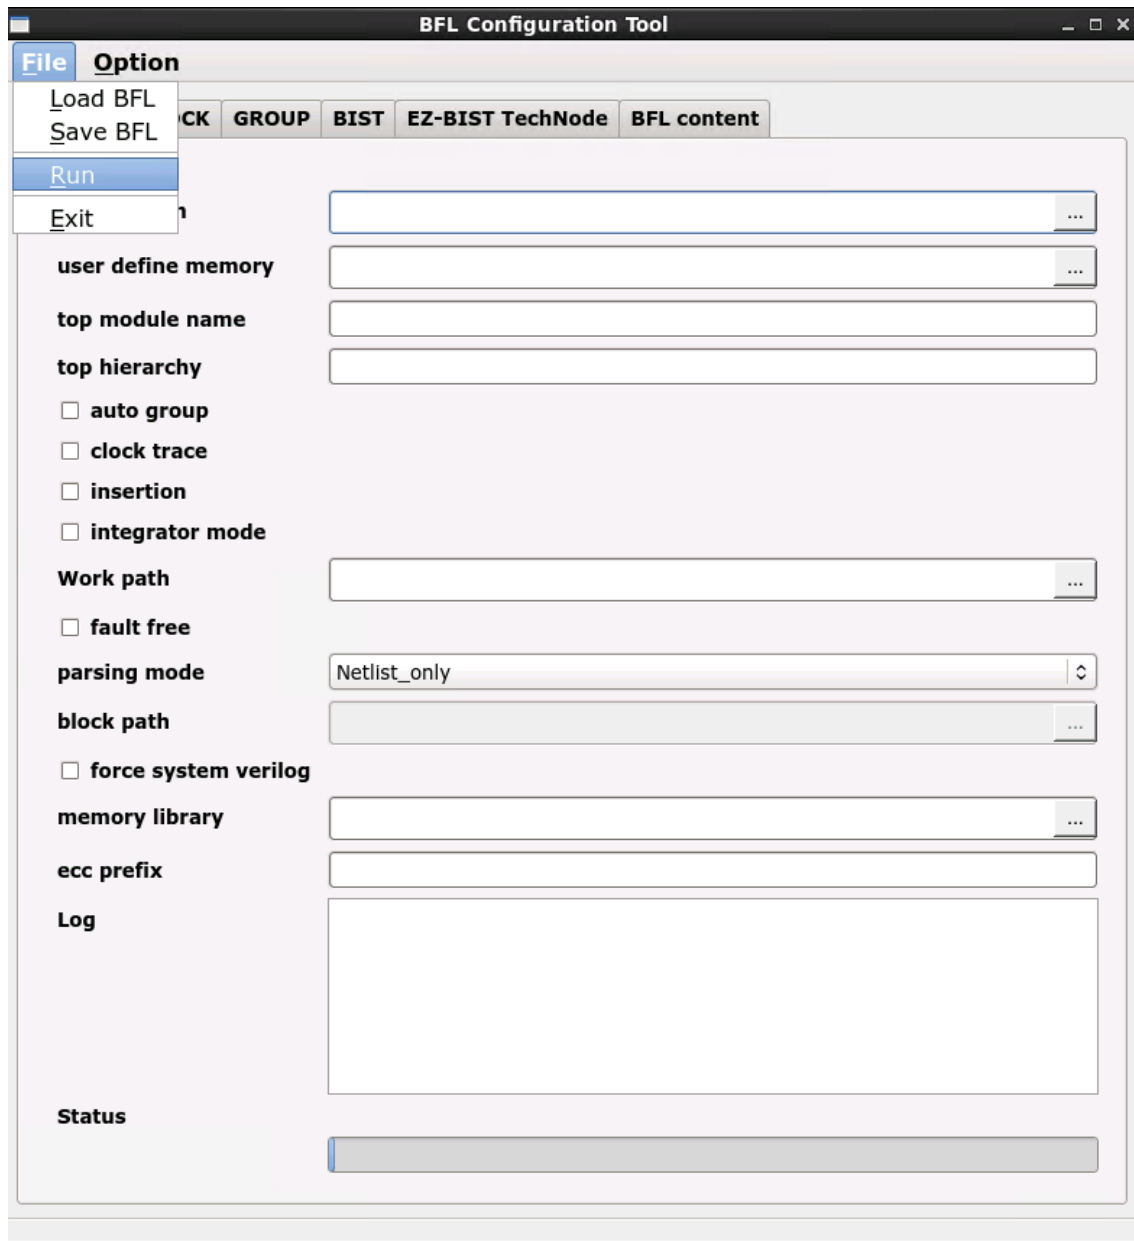 BFL Configuration Tool
File Option
Load BFL
Save BFL
Run
Exit
CK GROUP BIST EZ-BIST TechNode BFL content
...
user define memory ...
top module name
top hierarchy
auto group
clock trace
insertion
integrator mode
Work path ...
fault free
parsing mode Netlist_only
block path ...
force system verilog
memory library ...
ecc prefix
Log
Status